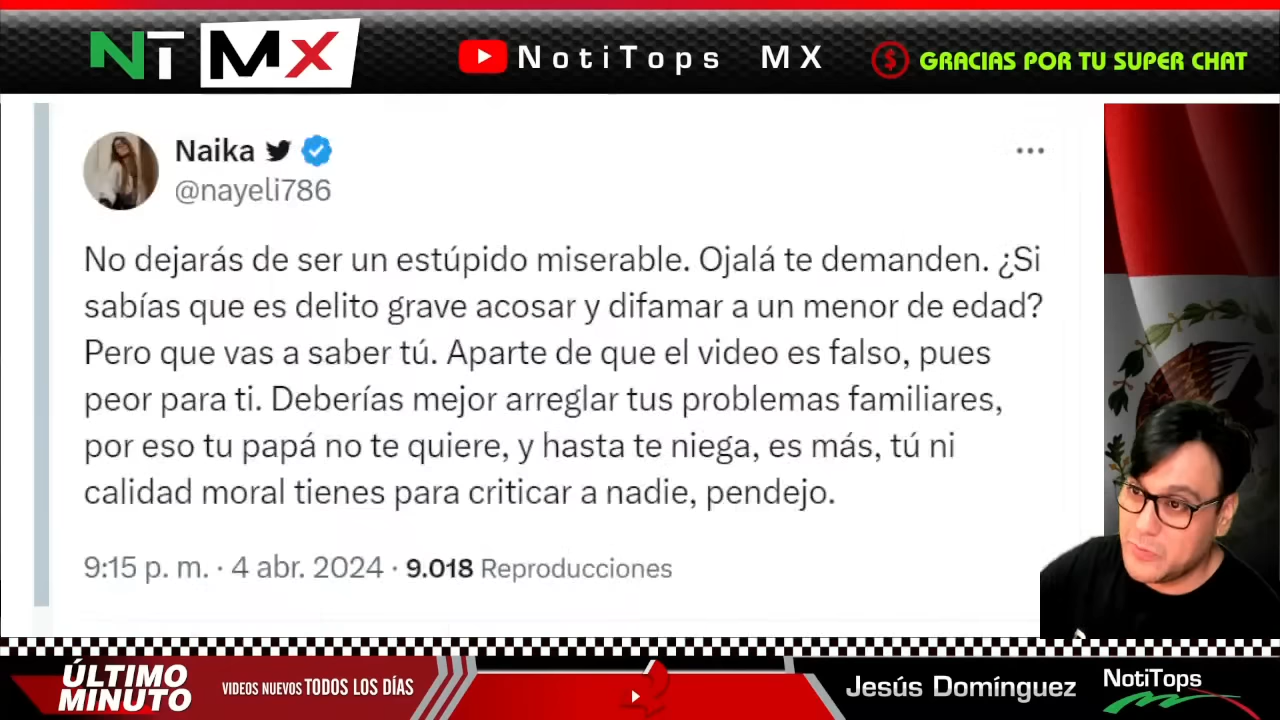 NT MX
NotiTops MX
$ GRACIAS POR TU SUPER CHAT
Naika
@nayeli786
No dejarás de ser un estúpido miserable. Ojalá te demanden. ¿Si
sabías que es delito grave acosar y difamar a un menor de edad?
Pero que vas a saber tú. Aparte de que el video es falso, pues
peor para ti. Deberías mejor arreglar tus problemas familiares,
por eso tu papá no te quiere, y hasta te niega, es más, tú ni
calidad moral tienes para criticar a nadie, pendejo.
9:15 p. m. · 4 abr. 2024 · 9.018 Reproducciones
ÚLTIMO
MINUTO
VIDEOS NUEVOS TODOS LOS DÍAS
Jesús Domínguez
NotiTops